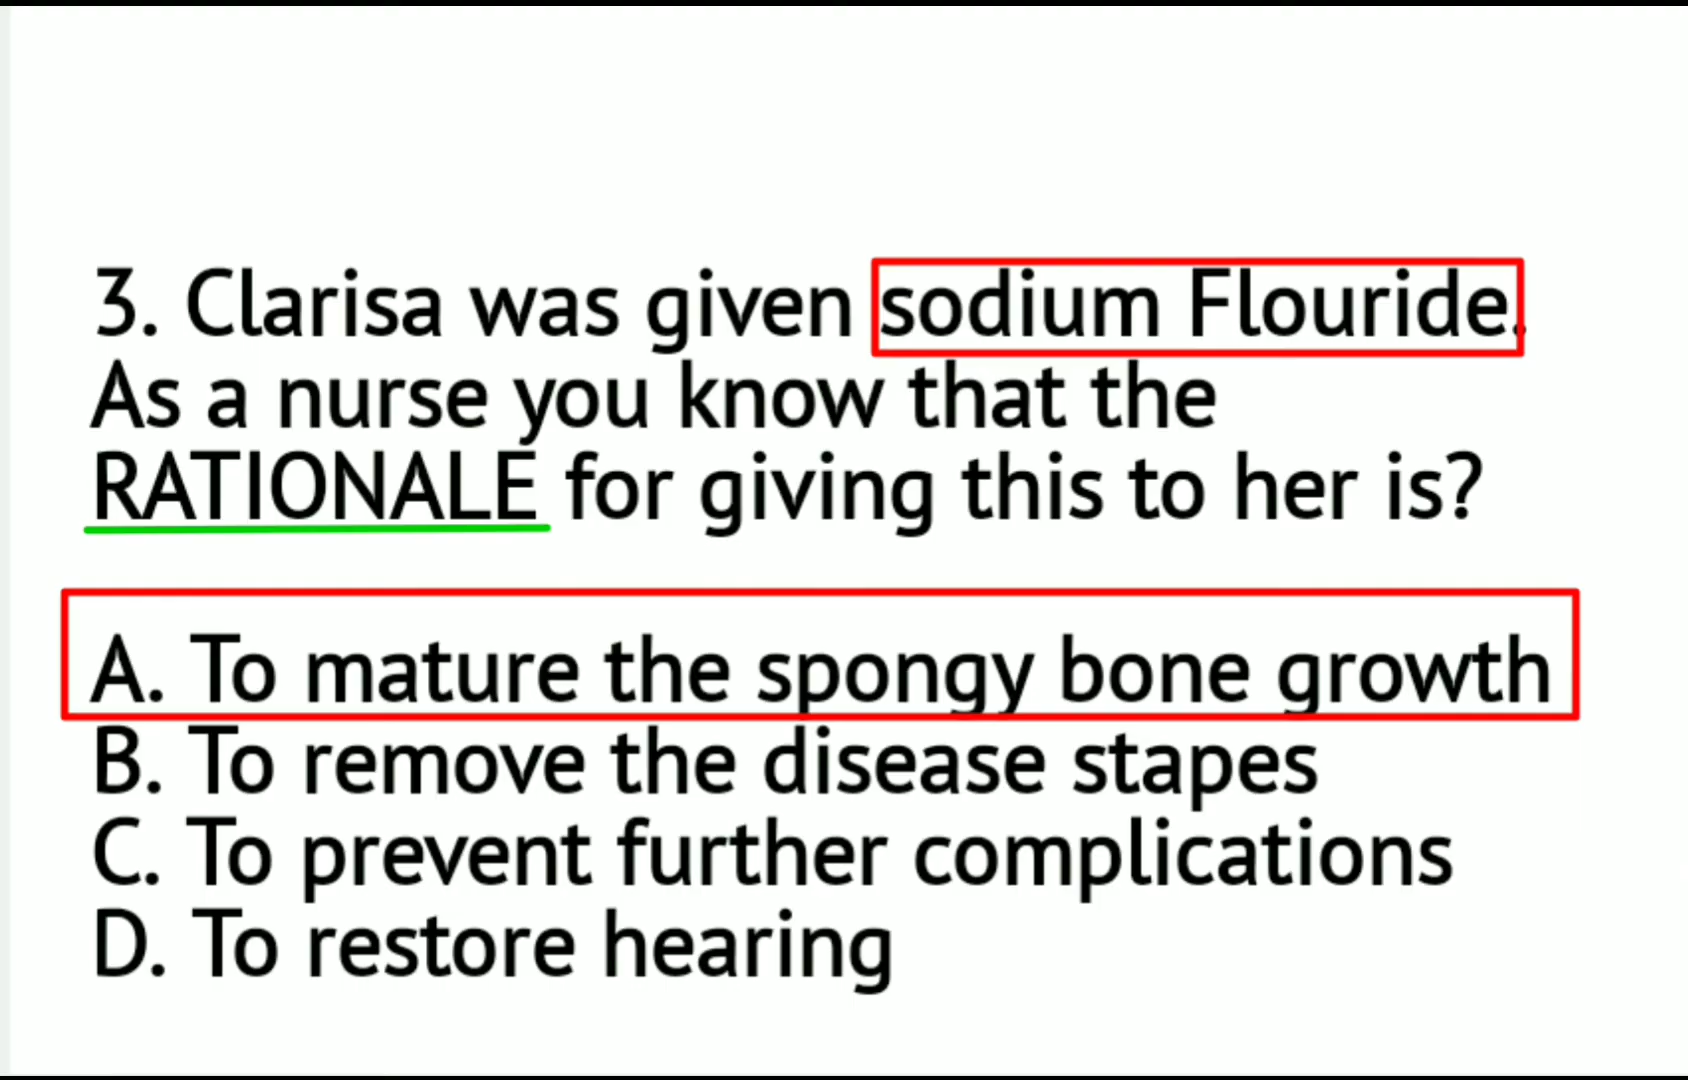 3. Clarisa was given sodium Flouride.
As a nurse you know that the
RATIONALE for giving this to her is?
A. To mature the spongy bone growth
B. To remove the disease stapes
C. To prevent further complications
D. To restore hearing